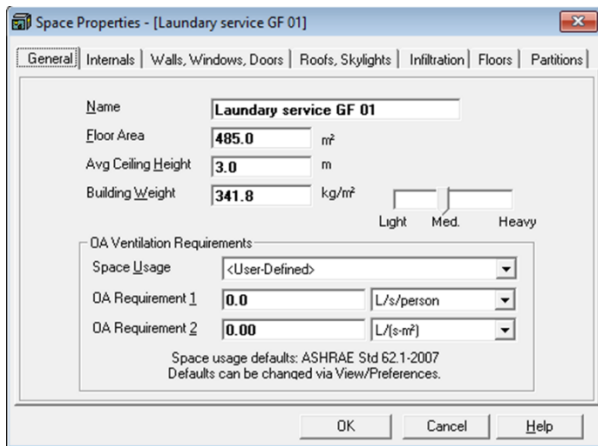 Space Properties - [Laundary service GF 01]
General Internals Walls, Windows, Doors Roofs, Skylights Infiltration Floors Partitions
Name Laundary service GF 01
Floor Area 485.0 m²
Avg Ceiling Height 3.0 m
Building Weight 341.8 kg/m²
Light Med. Heavy
OA Ventilation Requirements
Space Usage <User-Defined>
OA Requirement 1 0.0 L/s/person
OA Requirement 2 0.00 L/(s-m²)
Space usage defaults: ASHRAE Std 62.1-2007
Defaults can be changed via View/Preferences.
OK Cancel Help